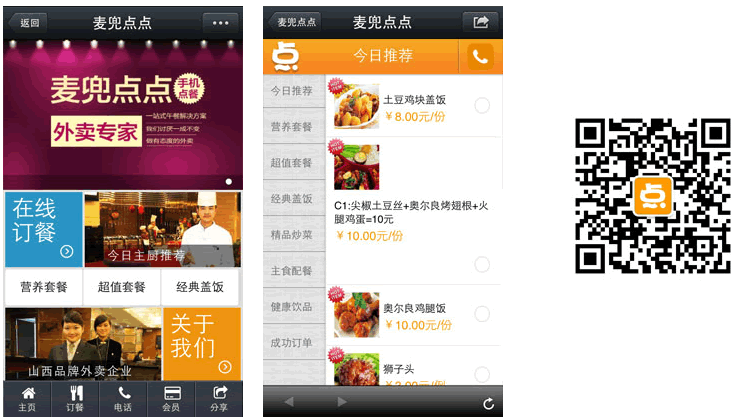 返回
麦兜点点
麦兜点点
手机
点餐
外卖专家
一站式午餐解决方案
我们讨厌一成不变
做有态度的外卖
在线
订餐
今日主厨推荐
营养套餐
超值套餐
经典盖饭
山西品牌外卖企业
关于
我们
主页
订餐
电话
会员
分享
麦兜点点
麦兜点点
点
今日推荐
今日推荐
营养套餐
超值套餐
经典盖饭
精品炒菜
主食配餐
健康饮品
成功订单
土豆鸡块盖饭
￥8.00元/份
C1:尖椒土豆丝+奥尔良烤翅根+火
腿鸡蛋=10元
￥10.00元/份
奥尔良鸡腿饭
￥10.00元/份
狮子头
点